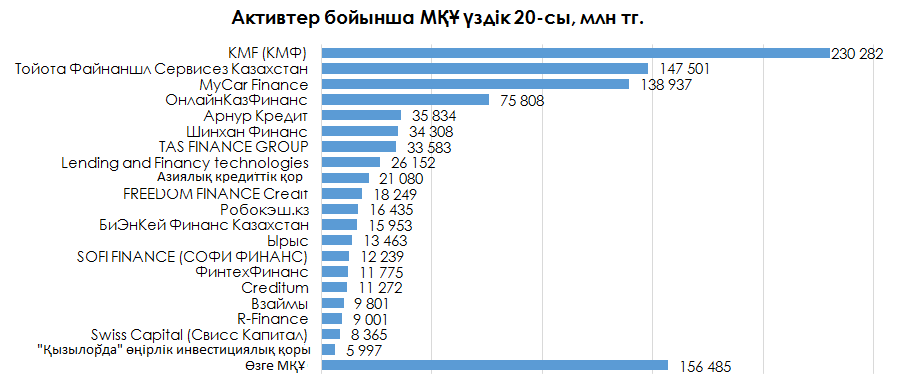 Активтер бойынша МҚҰ үздік 20-сы, млн тг.
KMF (КМФ) 230 282
Тойота Файнаншл Сервисез Казахстан 147 501
MyCar Finance 138 937
ОнлайнКазФинанс 75 808
Арнур Кредит 35 834
Шинхан Финанс 34 308
TAS FINANCE GROUP 33 583
Lending and Financy technologies 26 152
Азиялық кредиттік қор 21 080
FREEDOM FINANCE Credit 18 249
Робокэш.кз 16 435
БиЭнКей Финанс Казахстан 15 953
Ырыс 13 463
SOFI FINANCE (СОФИ ФИНАНС) 12 239
ФинтехФинанс 11 775
Creditum 11 272
Взаймы 9 801
R-Finance 9 001
Swiss Capital (Свисс Капитал) 8 365
"Қызылорда" өңірлік инвестициялық қоры 5 997
Өзге МҚҰ 156 485